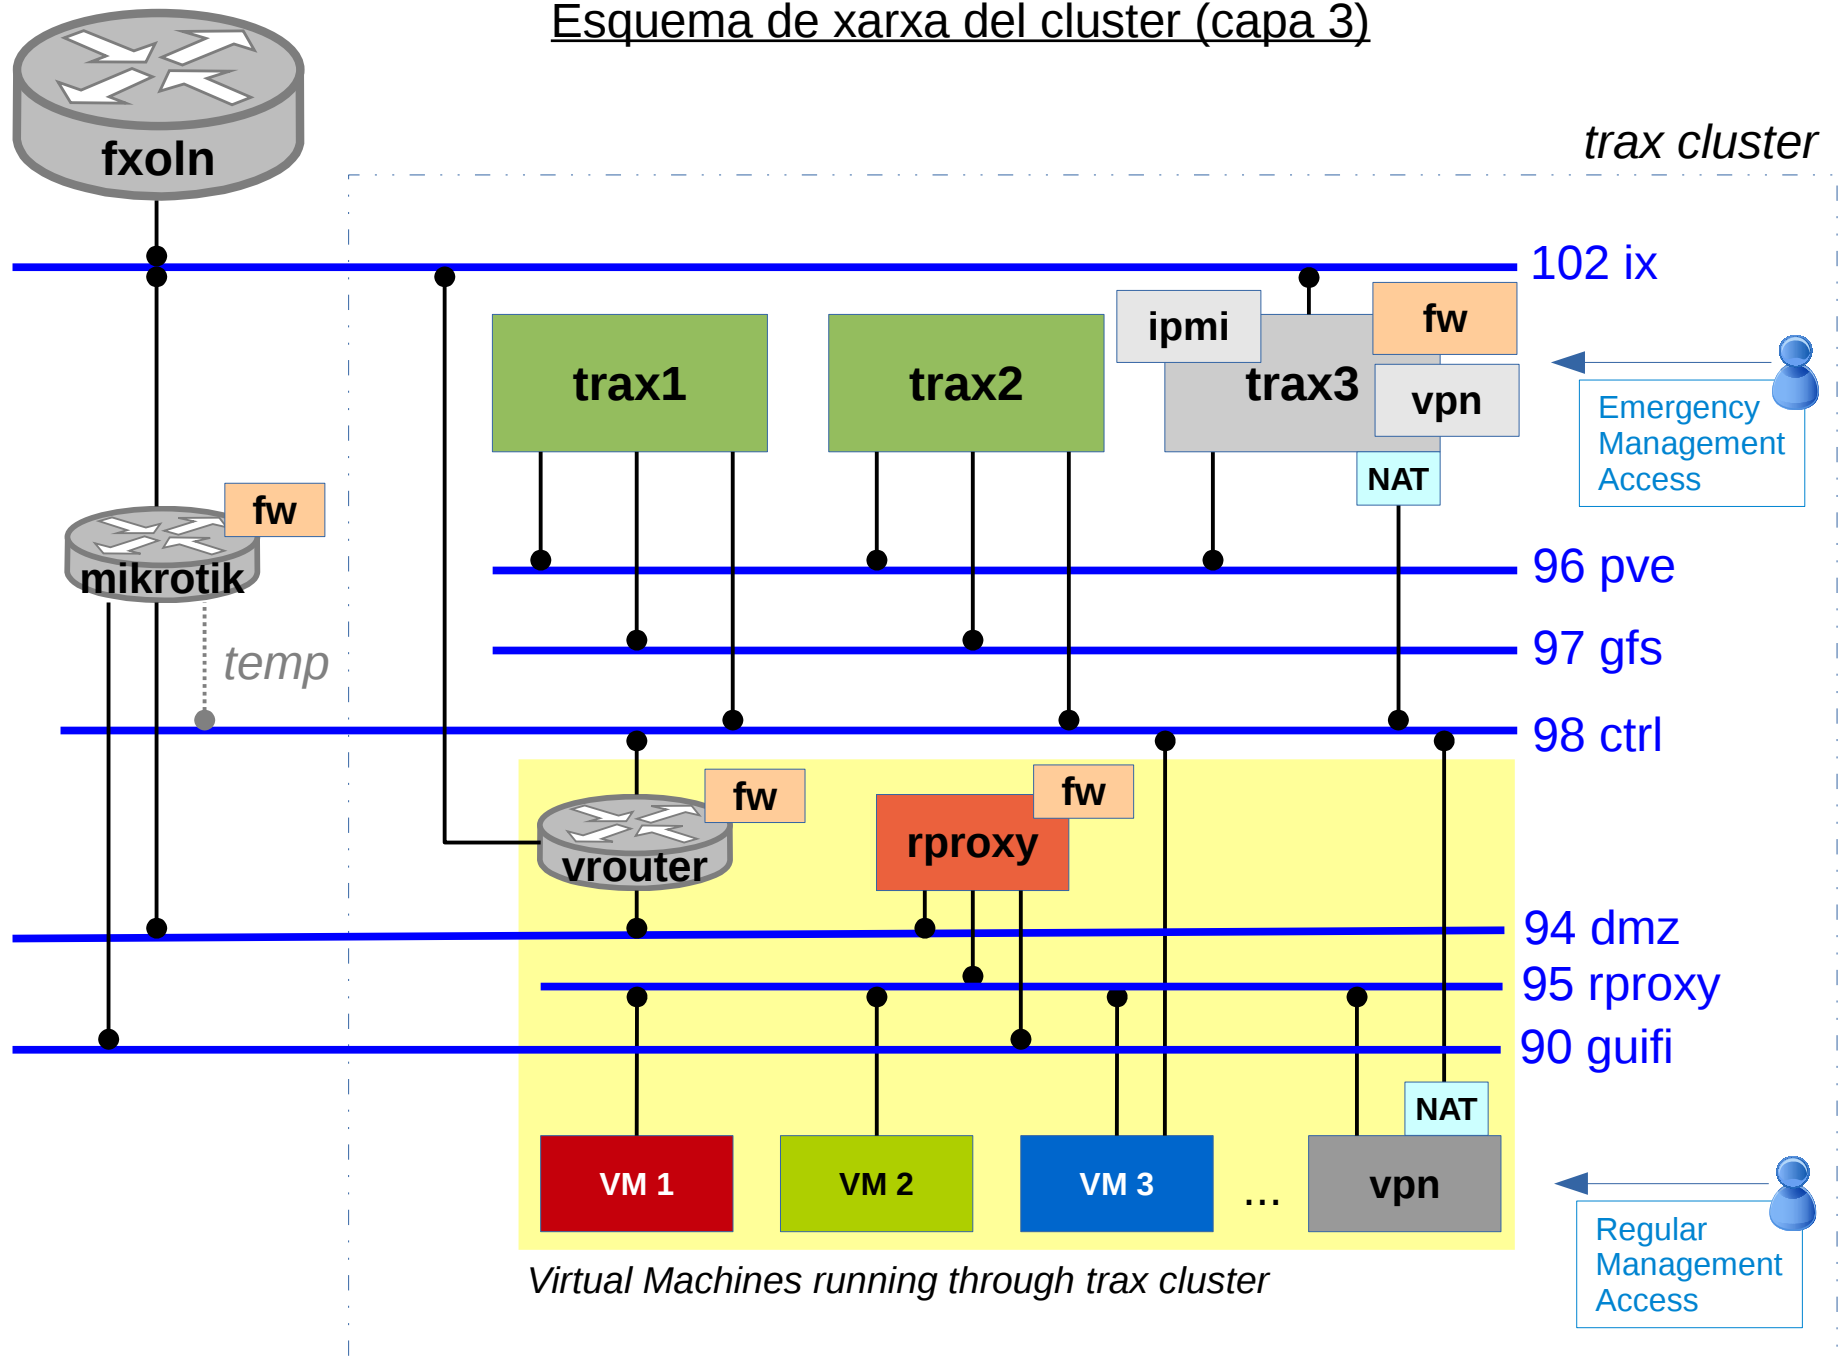 Esquema de xarxa del cluster (capa 3)
fxoln
trax cluster
102 ix
ipmi
fw
trax1
trax2
trax3
vpn
NAT
Emergency
Management
Access
fw
mikrotik
96 pve
temp
97 gfs
98 ctrl
fw
fw
vrouter
rproxy
94 dmz
95 rproxy
90 guifi
NAT
VM 1
VM 2
VM 3
...
vpn
Regular
Management
Access
Virtual Machines running through trax cluster